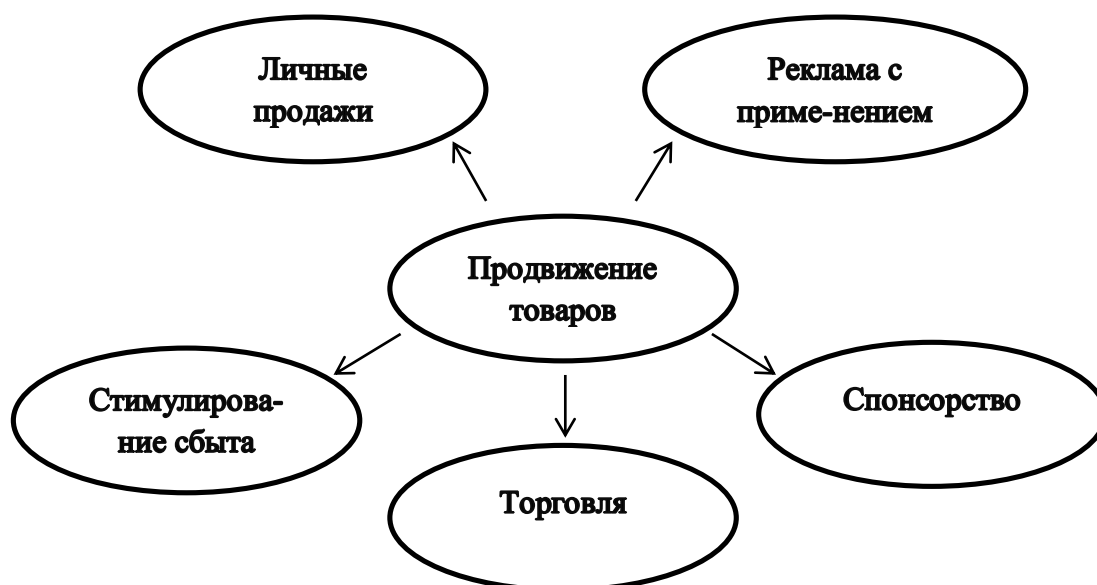 Личные
продажи
Реклама с
приме-нением
Продвижение
товаров
Стимулирова-
ние сбыта
Торговля
Спонсорство